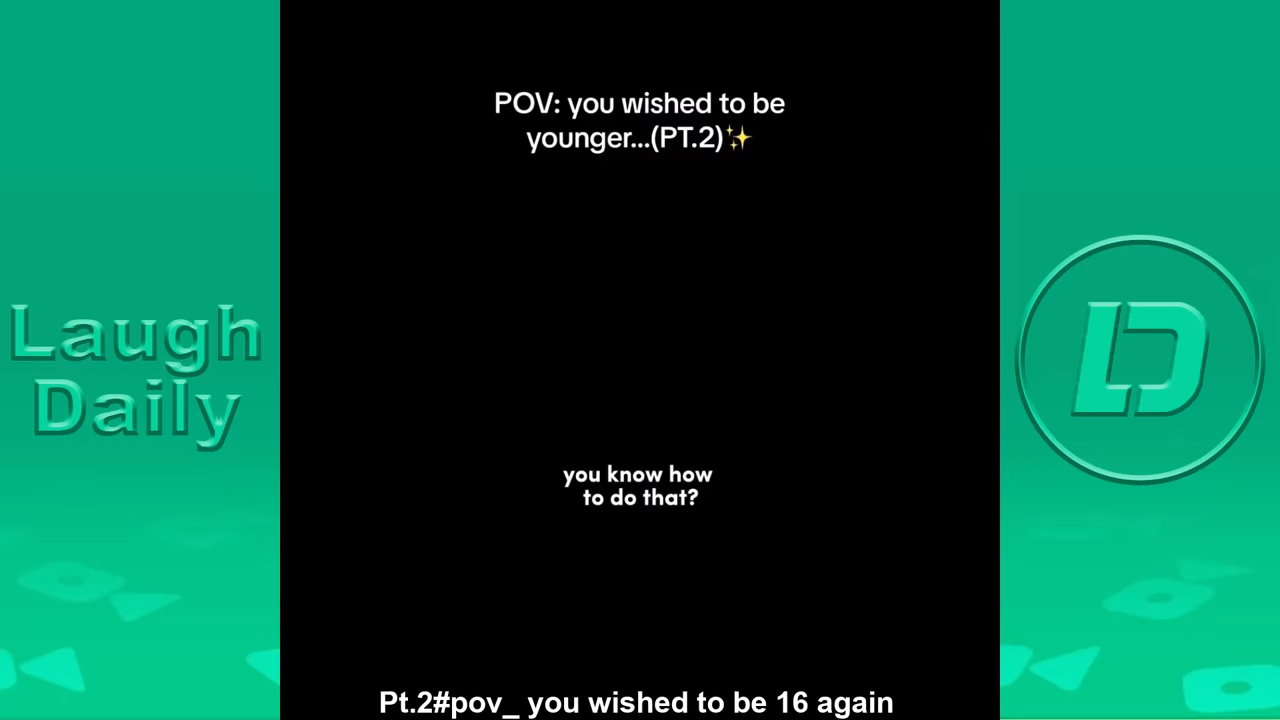 POV: you wished to be
younger...(PT.2)✨
Laugh
Daily
LD
you know how
to do that?
Pt.2#pov_ you wished to be 16 again